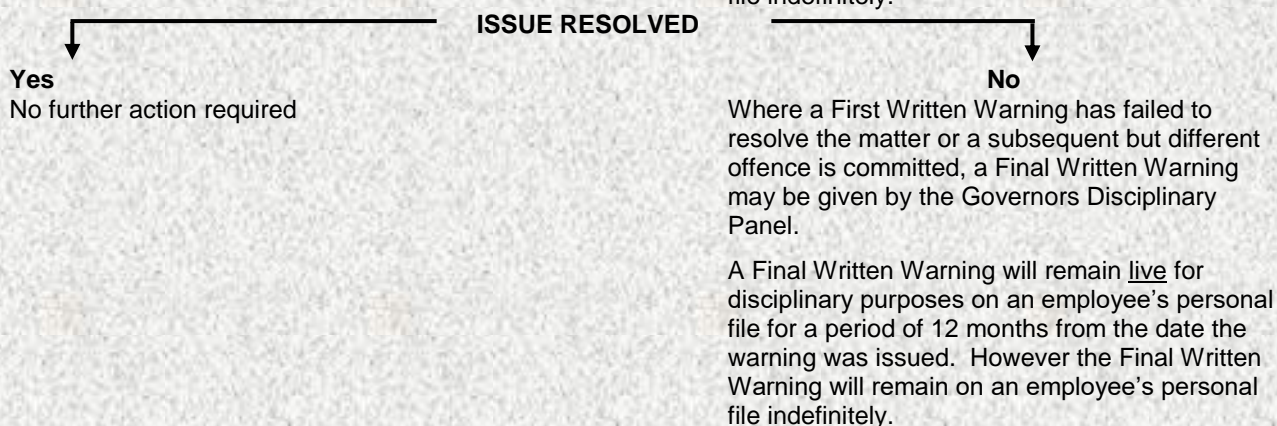 file indefinitely.
ISSUE RESOLVED
Yes
No further action required
No
Where a First Written Warning has failed to
resolve the matter or a subsequent but different
offence is committed, a Final Written Warning
may be given by the Governors Disciplinary
Panel.
A Final Written Warning will remain live for
disciplinary purposes on an employee's personal
file for a period of 12 months from the date the
warning was issued.  However the Final Written
Warning will remain on an employee's personal
file indefinitely.